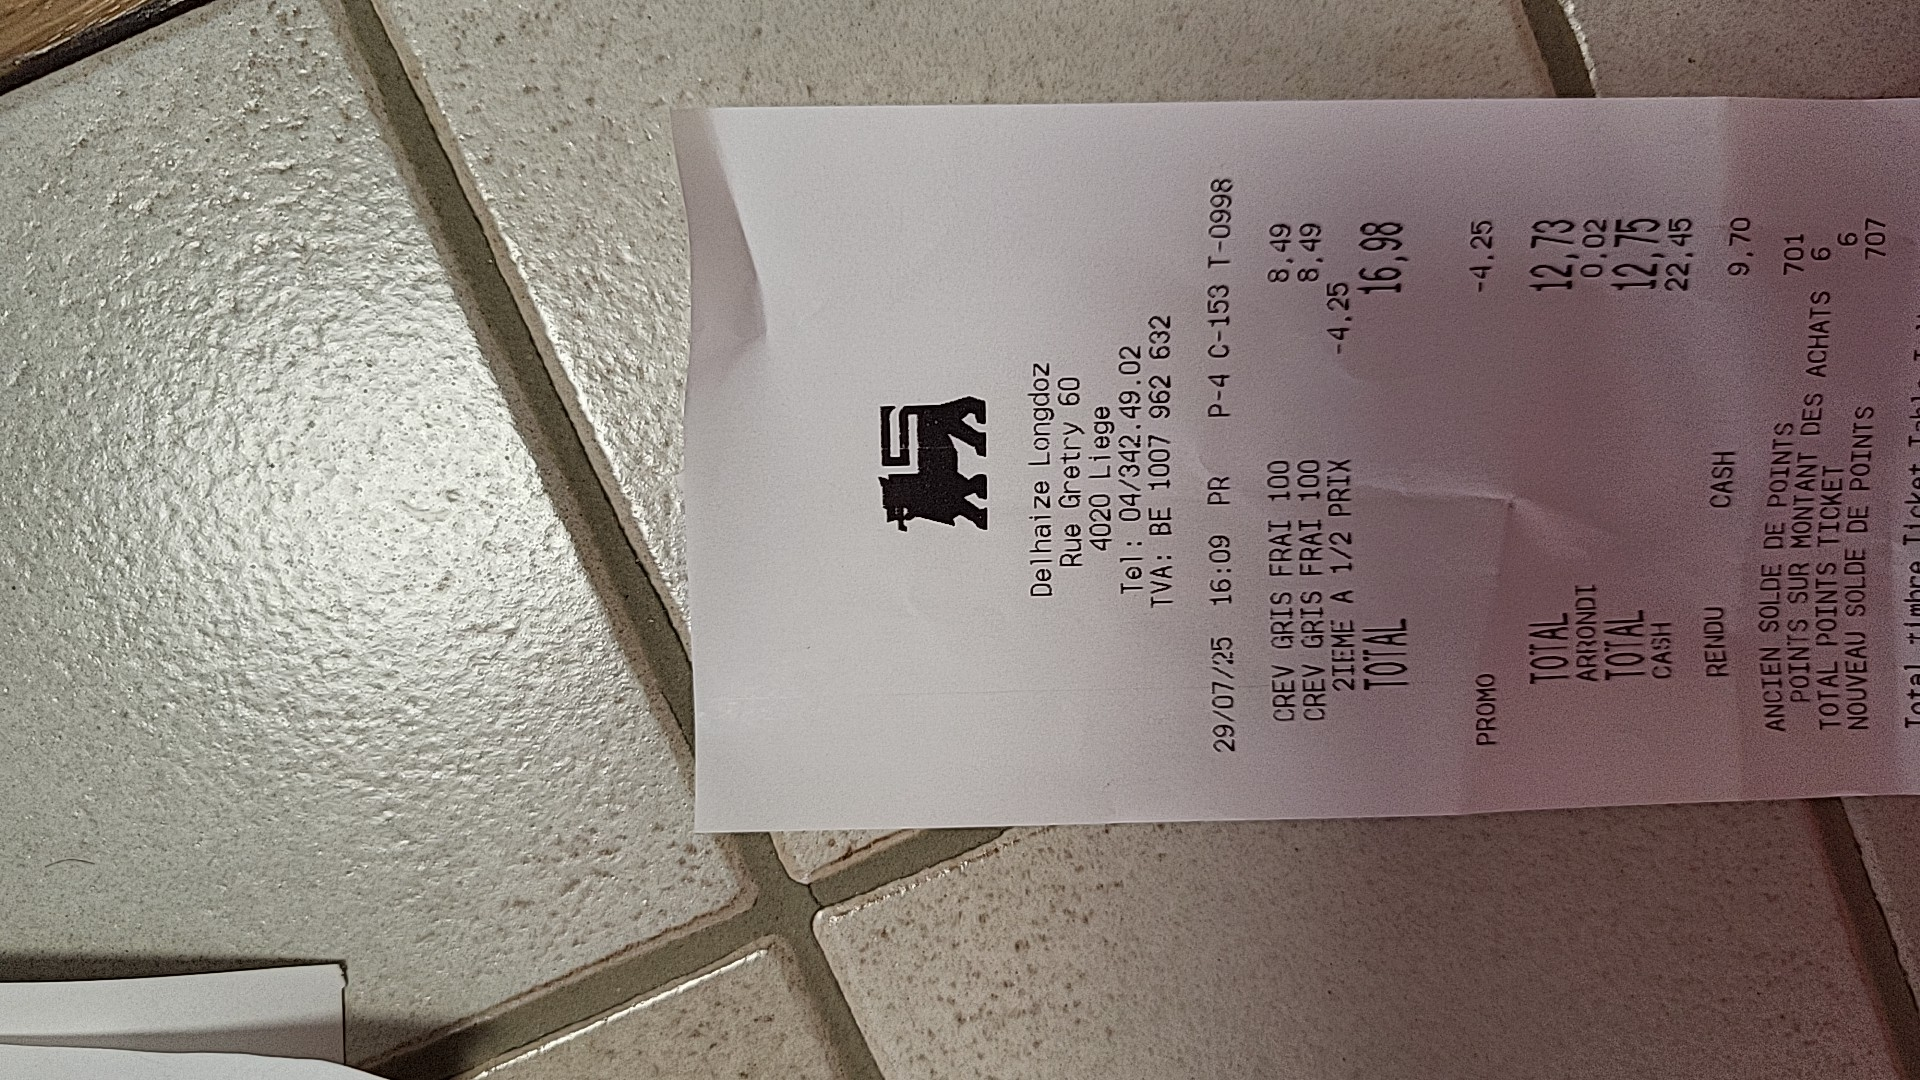 Delhaize Longdoz
Rue Gretry 60
4020 Liege
Tel: 04/342.49.02
TVA: BE 1007 962 632
29/07/25 16:09 PR P-4 C-153 T-0998
CREV GRIS FRAI 100 8,49
CREV GRIS FRAI 100 8,49
2IEME A 1/2 PRIX -4,25
TOTAL 16,98
PROMO -4,25
TOTAL 12,73
ARRONDI 0,02
TOTAL 12,75
CASH 22,45
RENDU CASH 9,70
ANCIEN SOLDE DE POINTS 701
POINTS SUR MONTANT DES ACHATS 6
TOTAL POINTS TICKET 6
NOUVEAU SOLDE DE POINTS 707
Total timbre Ticket